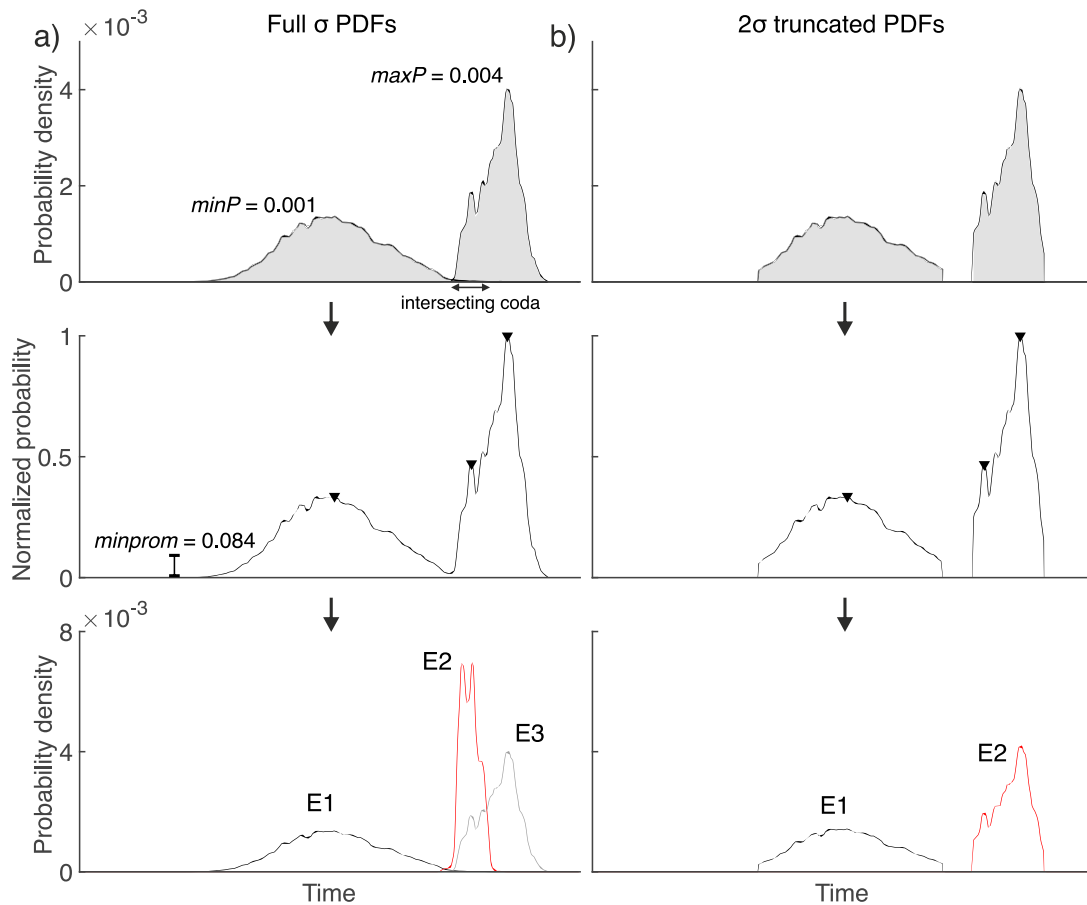 a)
Full σ PDFs
× 10⁻³
Probability density
4
2
0
maxP = 0.004
minP = 0.001
intersecting coda
b)
2σ truncated PDFs
Normalized probability
1
0.5
0
minprom = 0.084
× 10⁻³
Probability density
8
4
0
E1
E2
E3
Time
E1
E2
Time